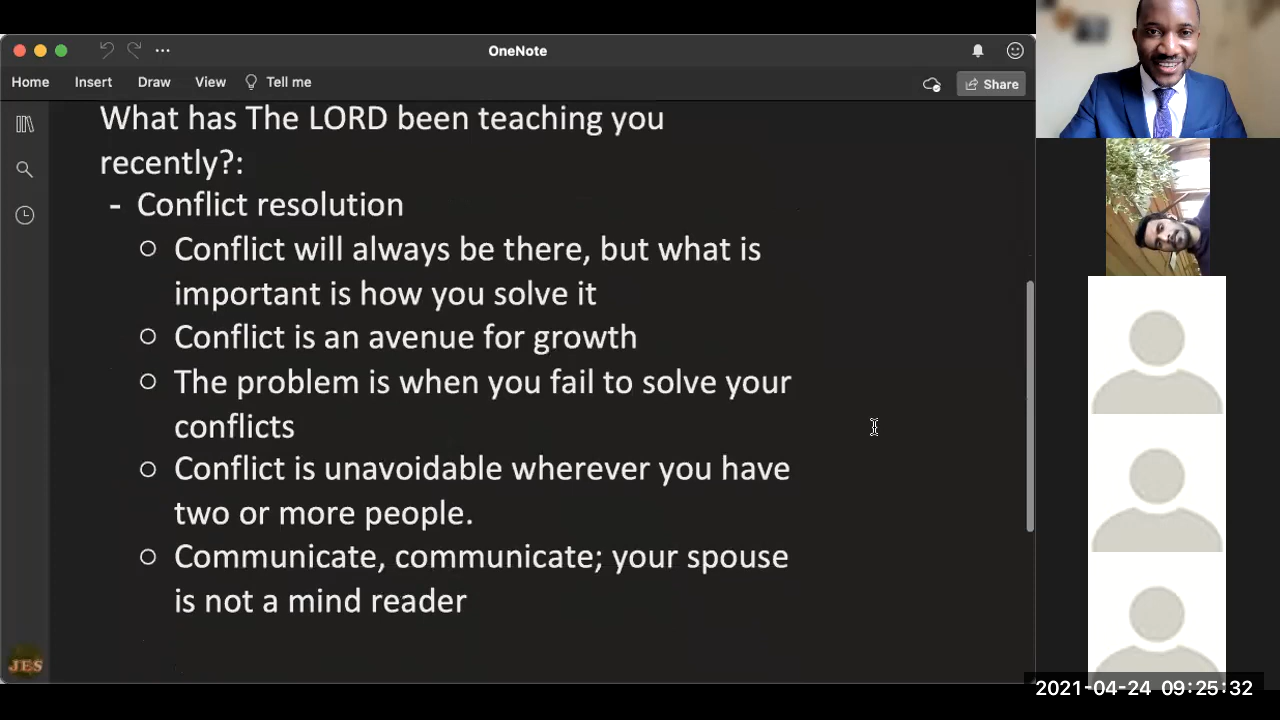 OneNote
Home Insert Draw View Tell me Share
What has The LORD been teaching you
recently?:
- Conflict resolution
○ Conflict will always be there, but what is
important is how you solve it
○ Conflict is an avenue for growth
○ The problem is when you fail to solve your
conflicts
○ Conflict is unavoidable wherever you have
two or more people.
○ Communicate, communicate; your spouse
is not a mind reader
JES
2021-04-24 09:25:32